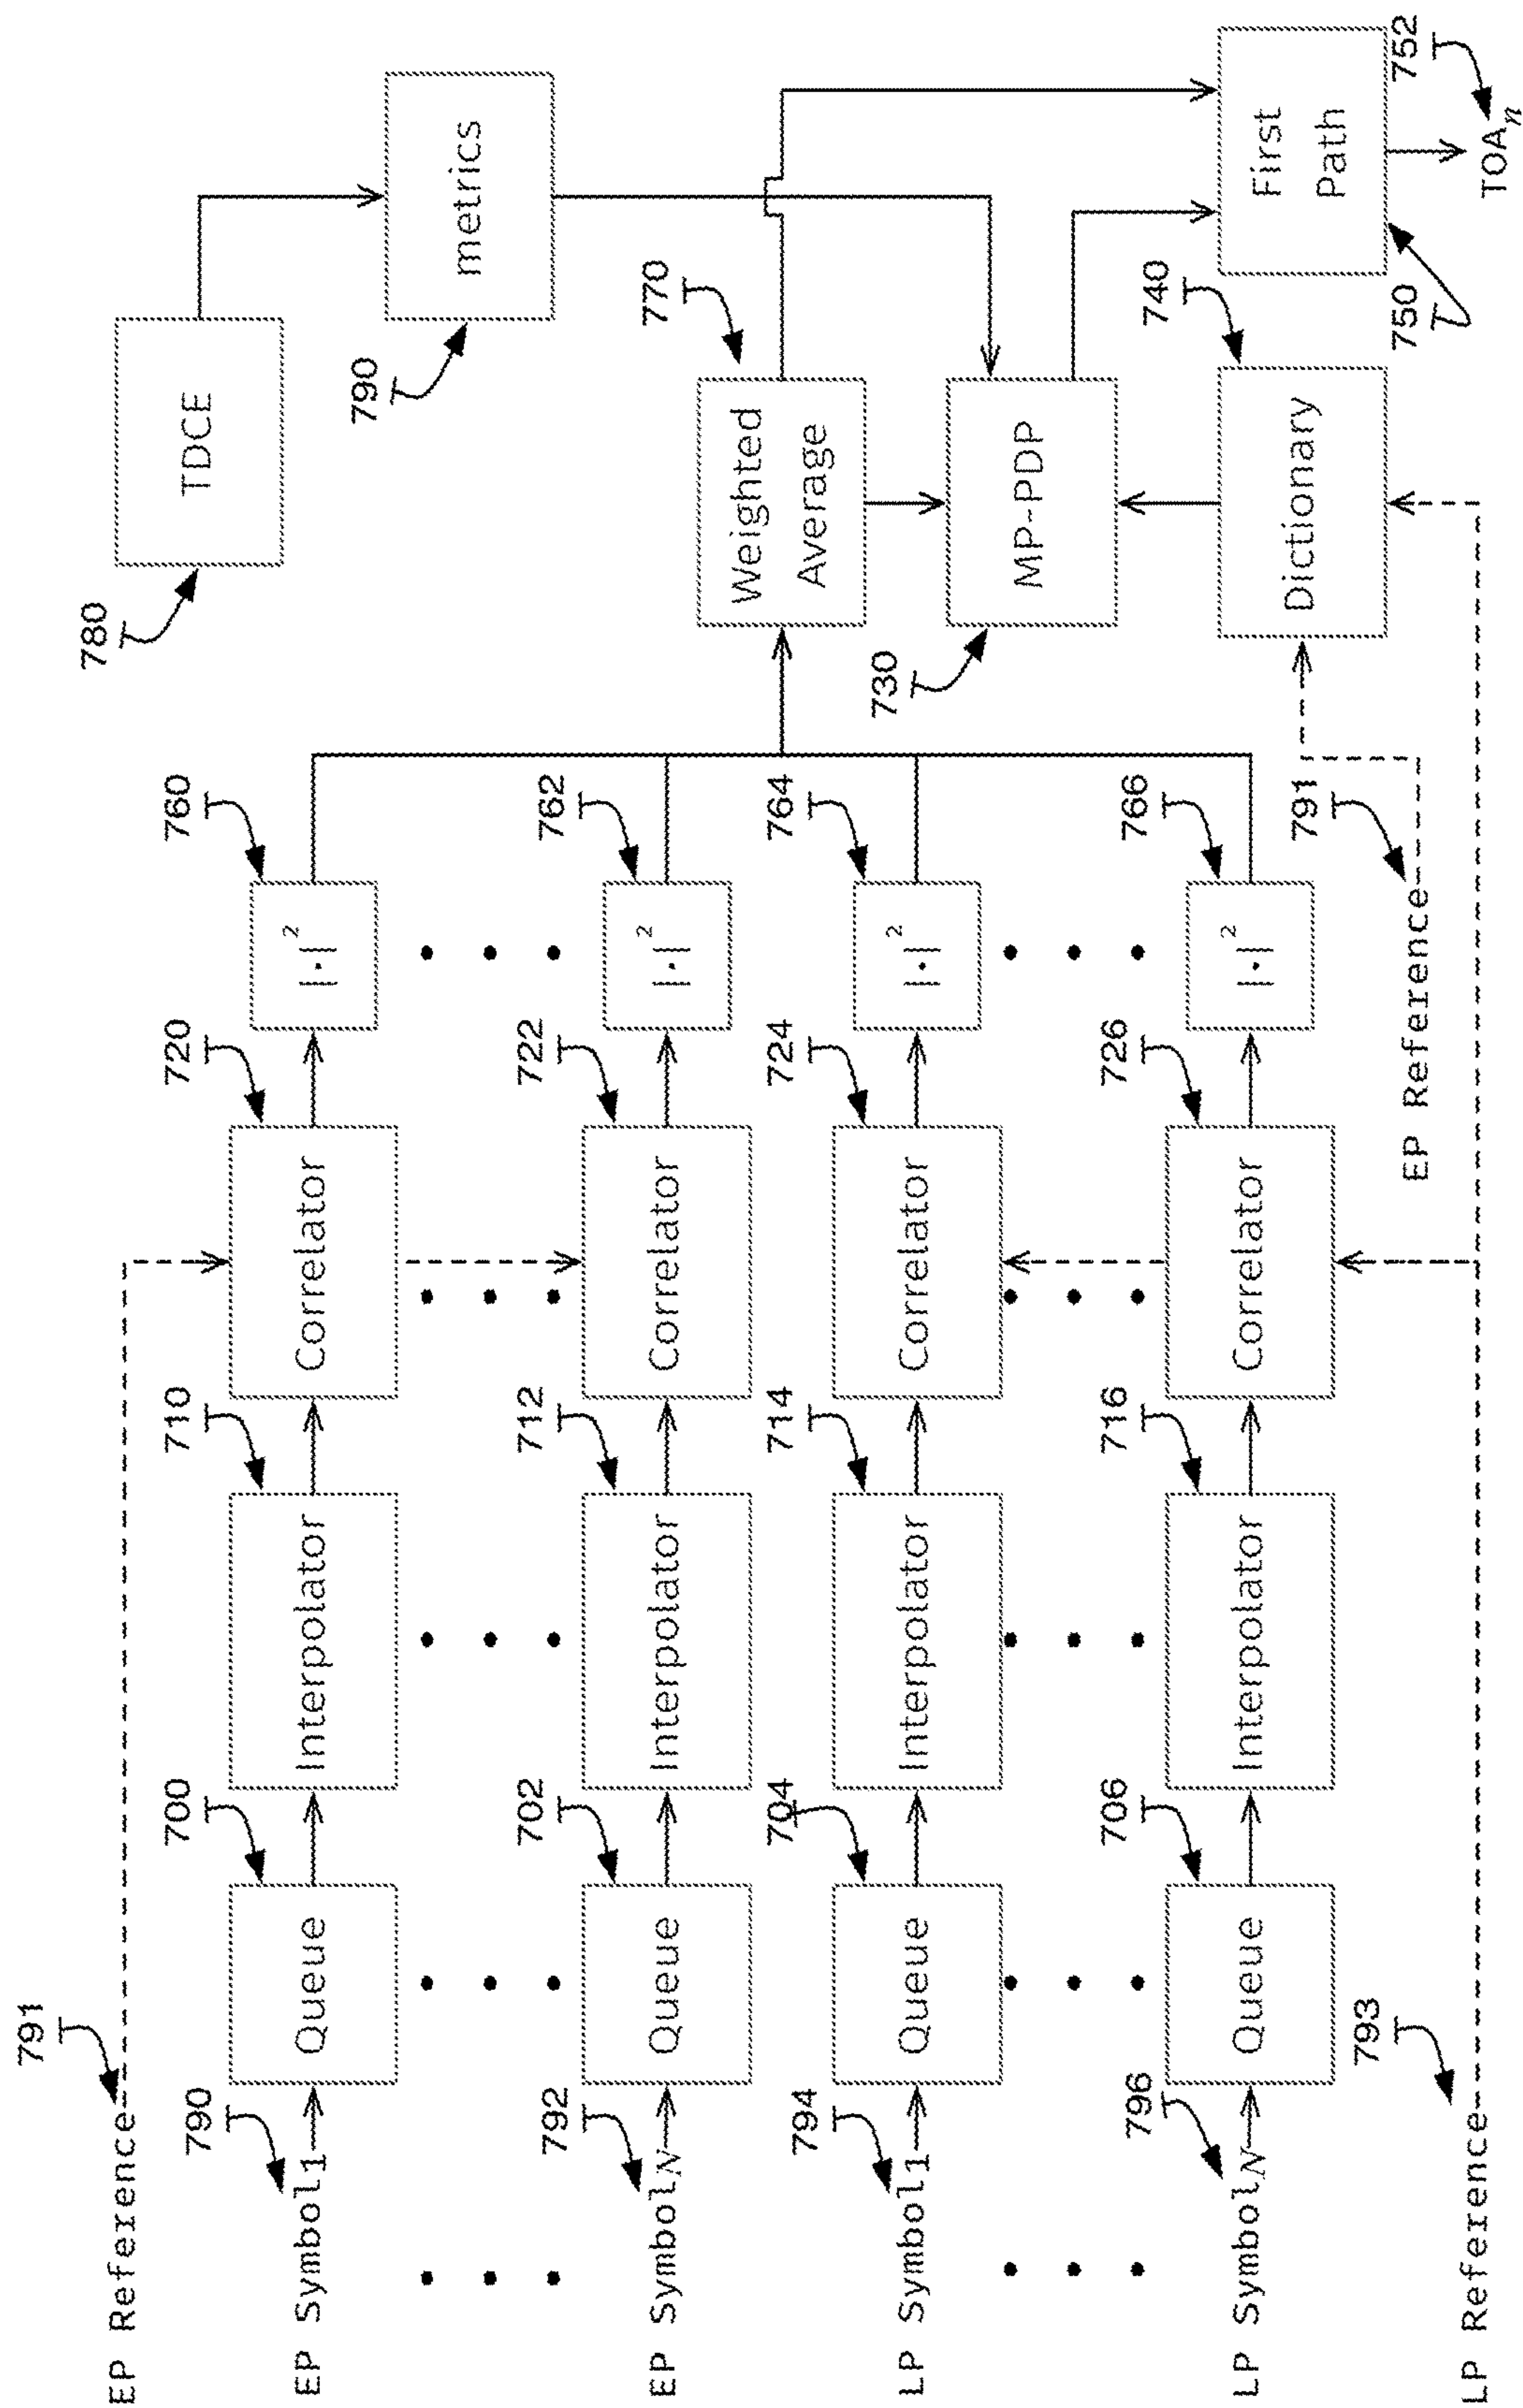 791
EP Reference
790
EP Symbol1
700
Queue
710
Interpolator
720
Correlator
760
|·|²
792
EP SymbolN
702
Queue
712
Interpolator
722
Correlator
762
|·|²
794
LP Symbol1
704
Queue
714
Interpolator
724
Correlator
764
|·|²
796
LP SymbolN
706
Queue
716
Interpolator
726
Correlator
766
|·|²
793
LP Reference
791
EP Reference
780
TDCE
790
metrics
770
Weighted
Average
730
MP-PDP
740
Dictionary
750
First
Path
752
TOAn